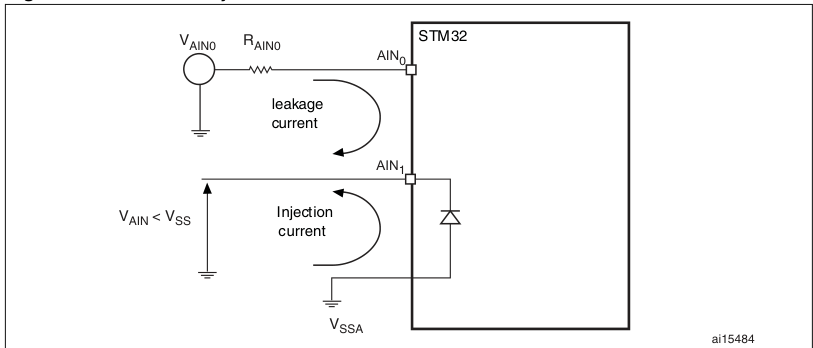 STM32
V_AIN0
R_AIN0
AIN_0
leakage
current
AIN_1
V_AIN < V_SS
Injection
current
V_SSA
ai15484